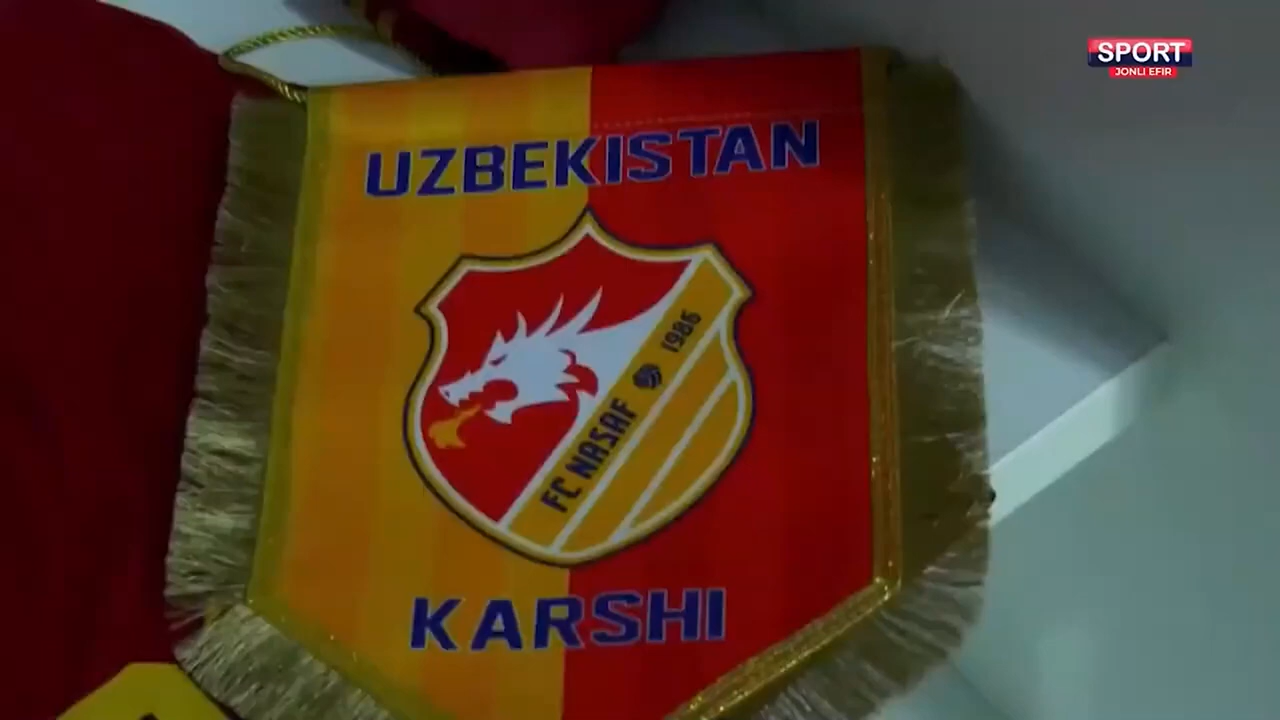 SPORT
JONLI EFIR
UZBEKISTAN
FC NASAF 1986
KARSHI